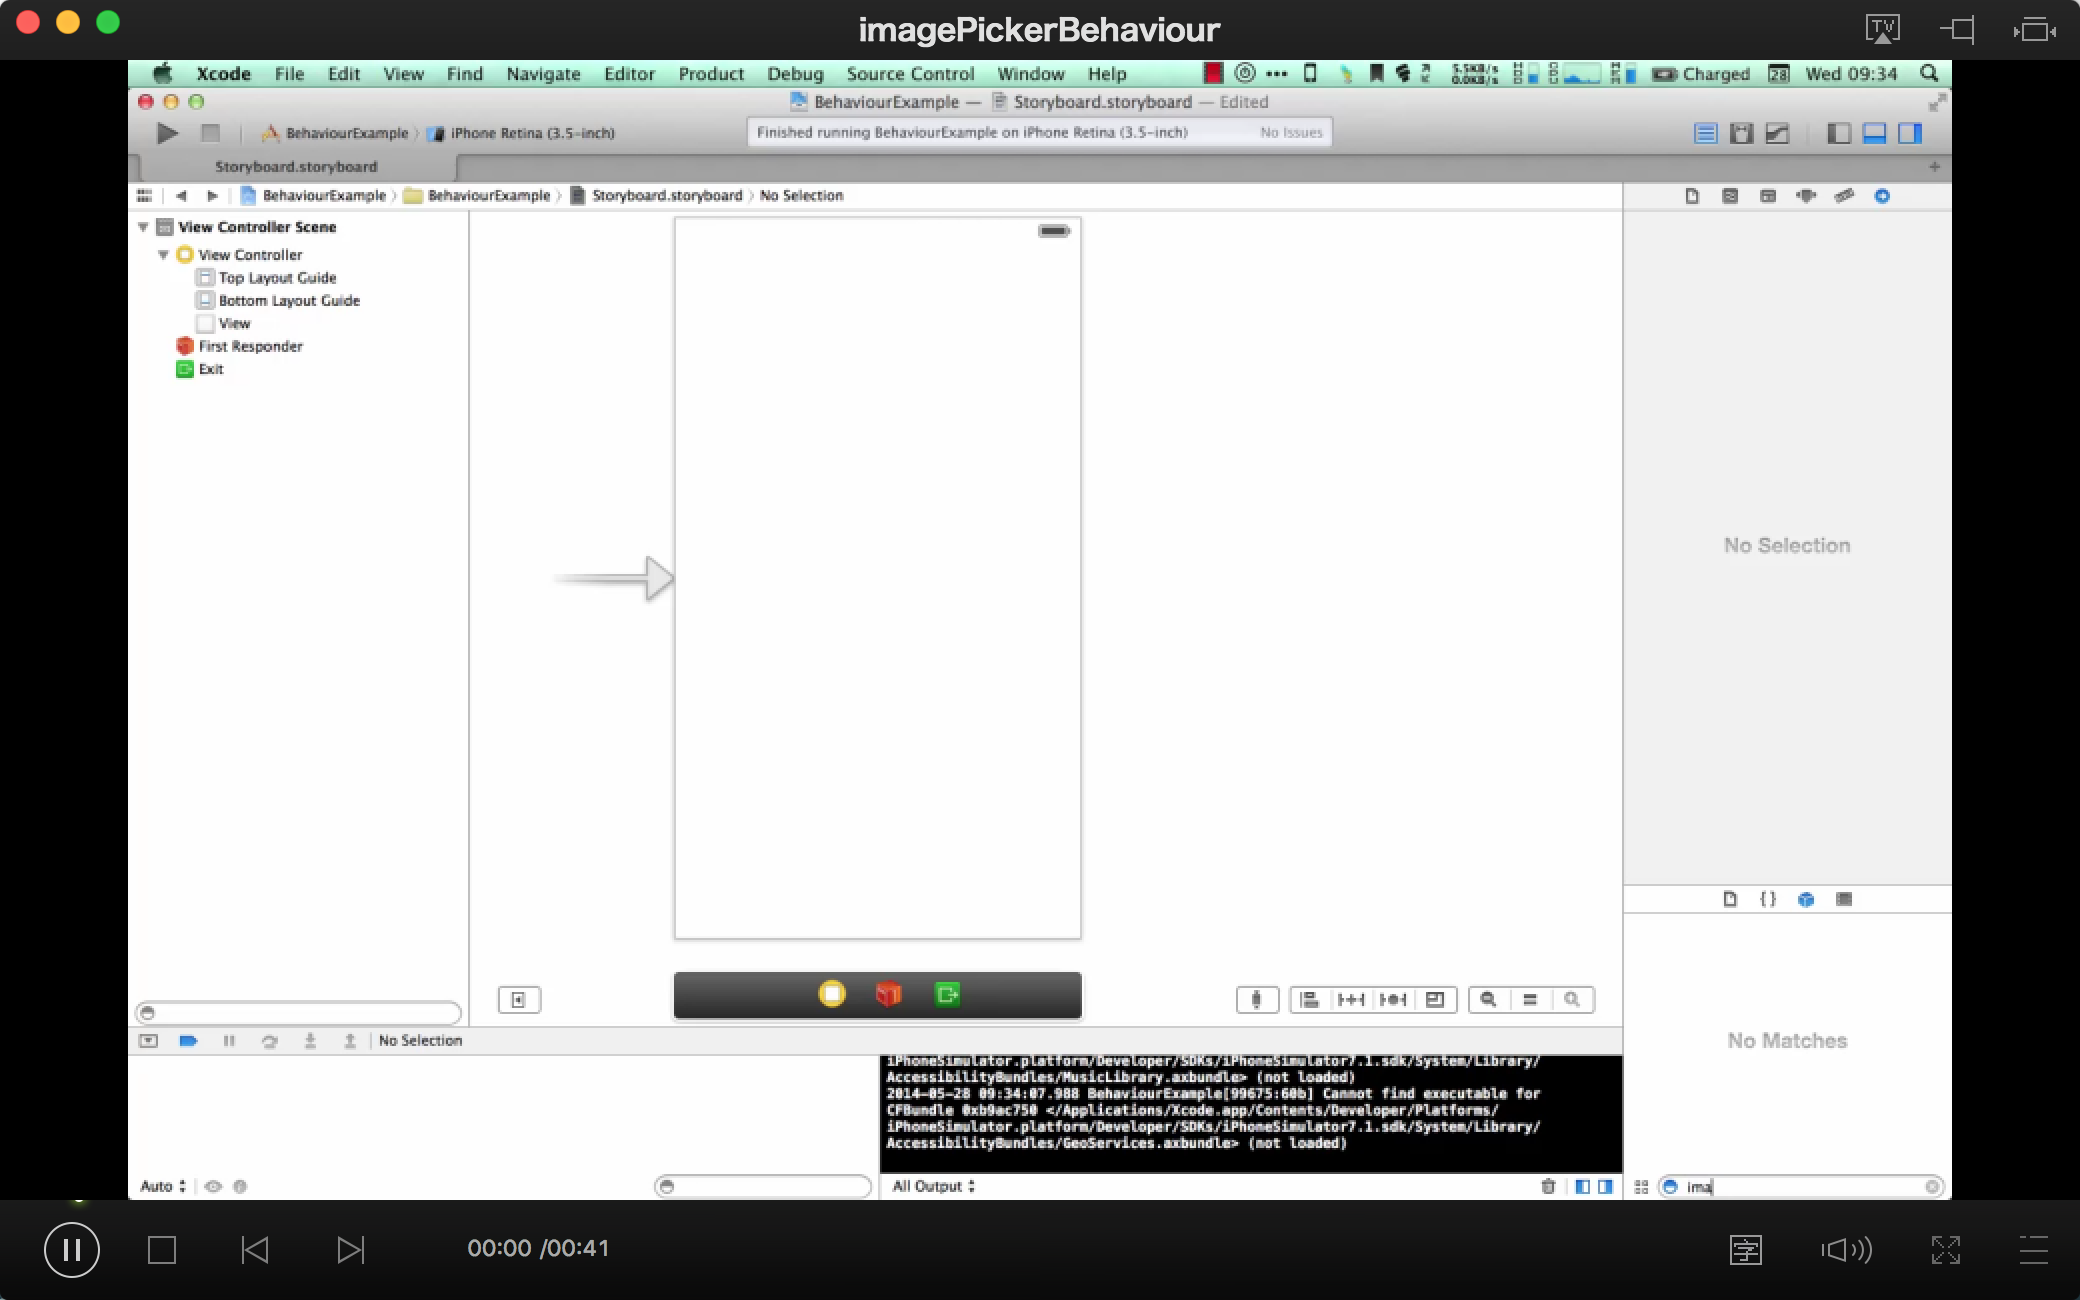 imagePickerBehaviour
Xcode File Edit View Find Navigate Editor Product Debug Source Control Window Help
5.5KB/s
0.0KB/s
Charged 28 Wed 09:34
BehaviourExample — Storyboard.storyboard — Edited
BehaviourExample iPhone Retina (3.5-inch)
Finished running BehaviourExample on iPhone Retina (3.5-inch) No Issues
Storyboard.storyboard
BehaviourExample BehaviourExample Storyboard.storyboard No Selection
View Controller Scene
View Controller
Top Layout Guide
Bottom Layout Guide
View
First Responder
Exit
No Selection
No Matches
No Selection
iPhoneSimulator.platform/Developer/SDKs/iPhoneSimulator7.1.sdk/System/Library/
AccessibilityBundles/MusicLibrary.axbundle> (not loaded)
2014-05-28 09:34:07.988 BehaviourExample[99675:60b] Cannot find executable for
CFBundle 0xb9ac750 </Applications/Xcode.app/Contents/Developer/Platforms/
iPhoneSimulator.platform/Developer/SDKs/iPhoneSimulator7.1.sdk/System/Library/
AccessibilityBundles/GeoServices.axbundle> (not loaded)
Auto
All Output
ima
00:00 /00:41